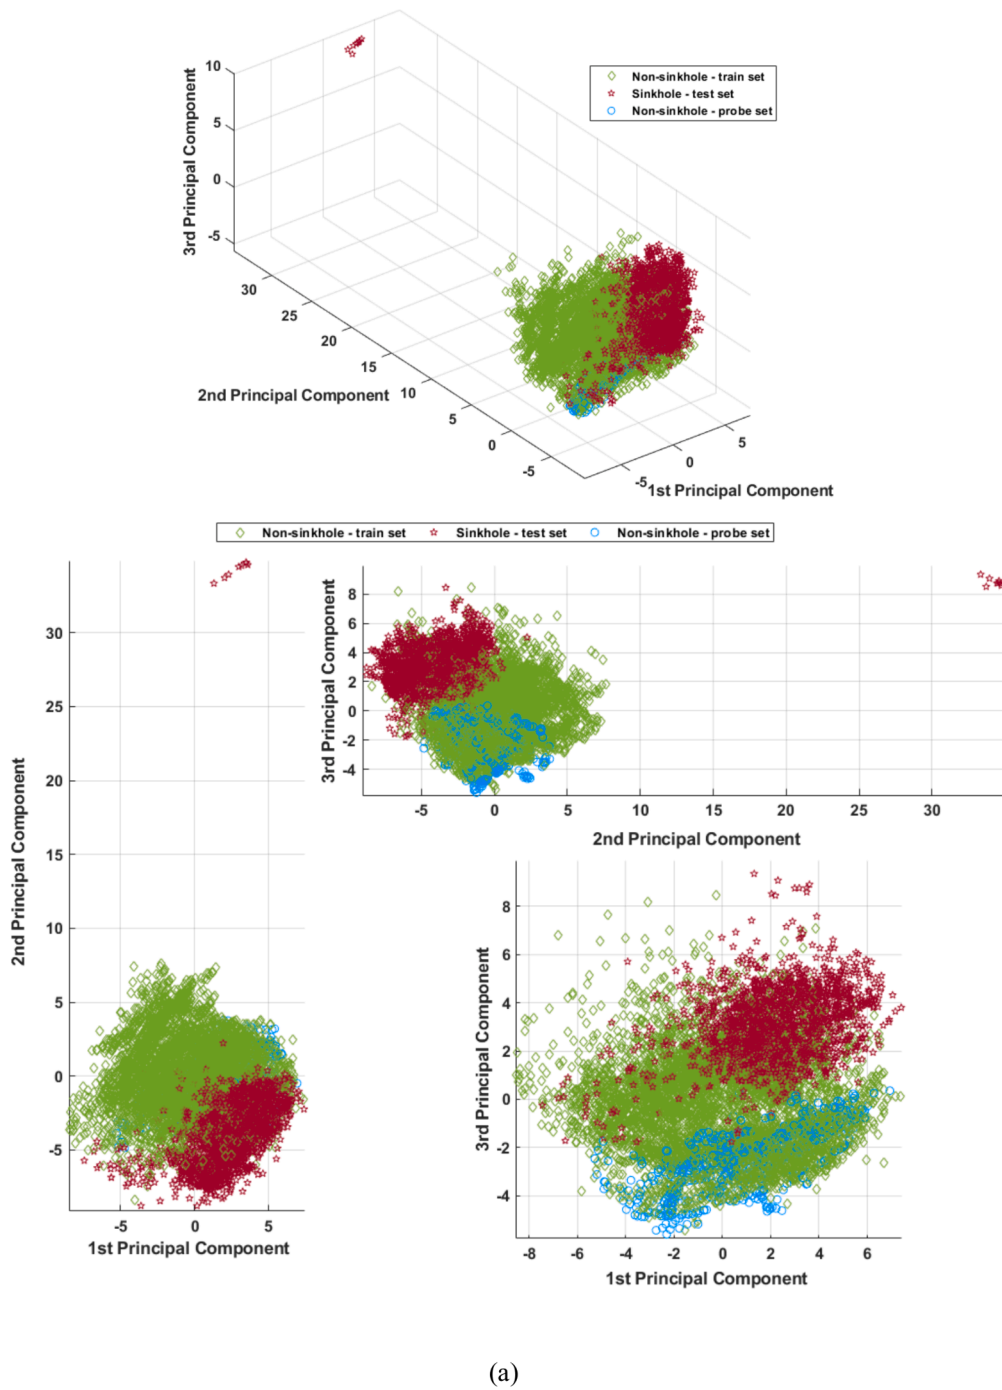 10
5
0
-5
3rd Principal Component
30
25
20
15
10
5
0
-5
2nd Principal Component
-5
0
5
1st Principal Component
Non-sinkhole - train set
Sinkhole - test set
Non-sinkhole - probe set
Non-sinkhole - train set Sinkhole - test set Non-sinkhole - probe set
30
25
20
15
10
5
0
-5
2nd Principal Component
-5 0 5
1st Principal Component
8
6
4
2
0
-2
-4
3rd Principal Component
-5 0 5 10 15 20 25 30
2nd Principal Component
8
6
4
2
0
-2
-4
3rd Principal Component
-8 -6 -4 -2 0 2 4 6
1st Principal Component
(a)